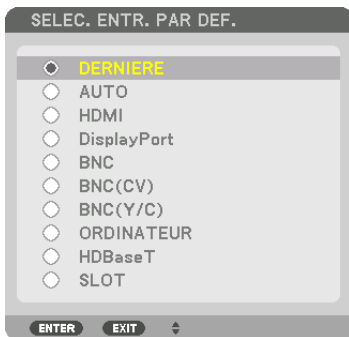 SELEC. ENTR. PAR DEF.
DERNIERE
AUTO
HDMI
DisplayPort
BNC
BNC(CV)
BNC(Y/C)
ORDINATEUR
HDBaseT
SLOT
ENTER EXIT